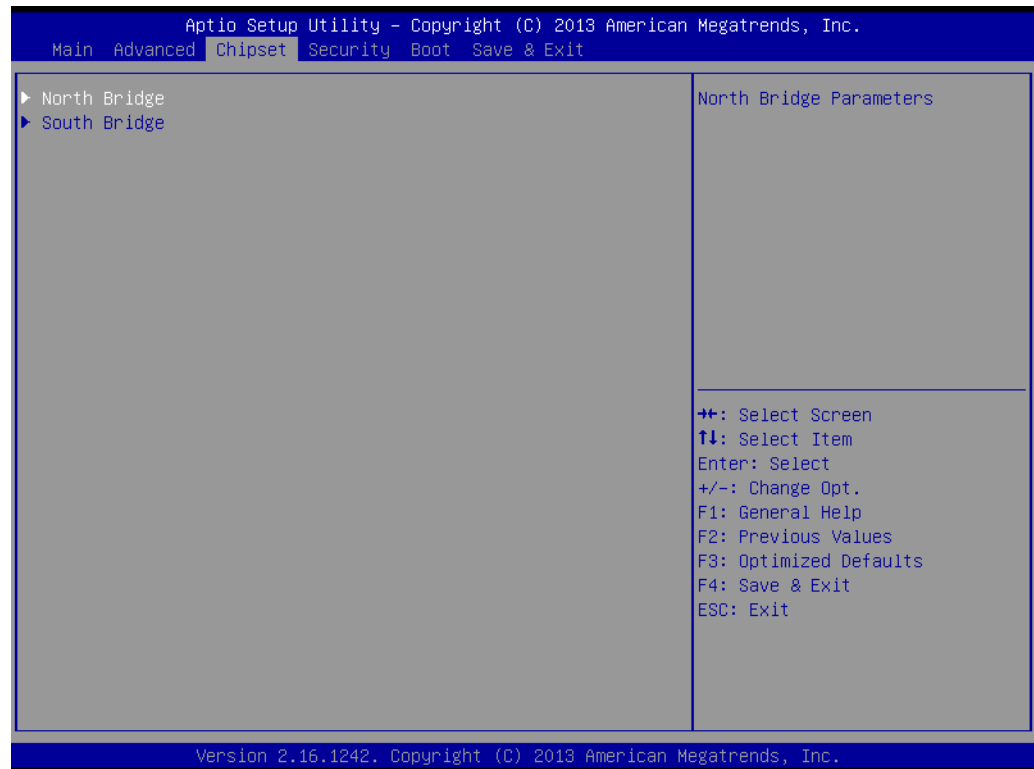 Aptio Setup Utility – Copyright (C) 2013 American Megatrends, Inc.
Main Advanced Chipset Security Boot Save & Exit
▶ North Bridge
▶ South Bridge
North Bridge Parameters
→←: Select Screen
↑↓: Select Item
Enter: Select
+/-: Change Opt.
F1: General Help
F2: Previous Values
F3: Optimized Defaults
F4: Save & Exit
ESC: Exit
Version 2.16.1242. Copyright (C) 2013 American Megatrends, Inc.